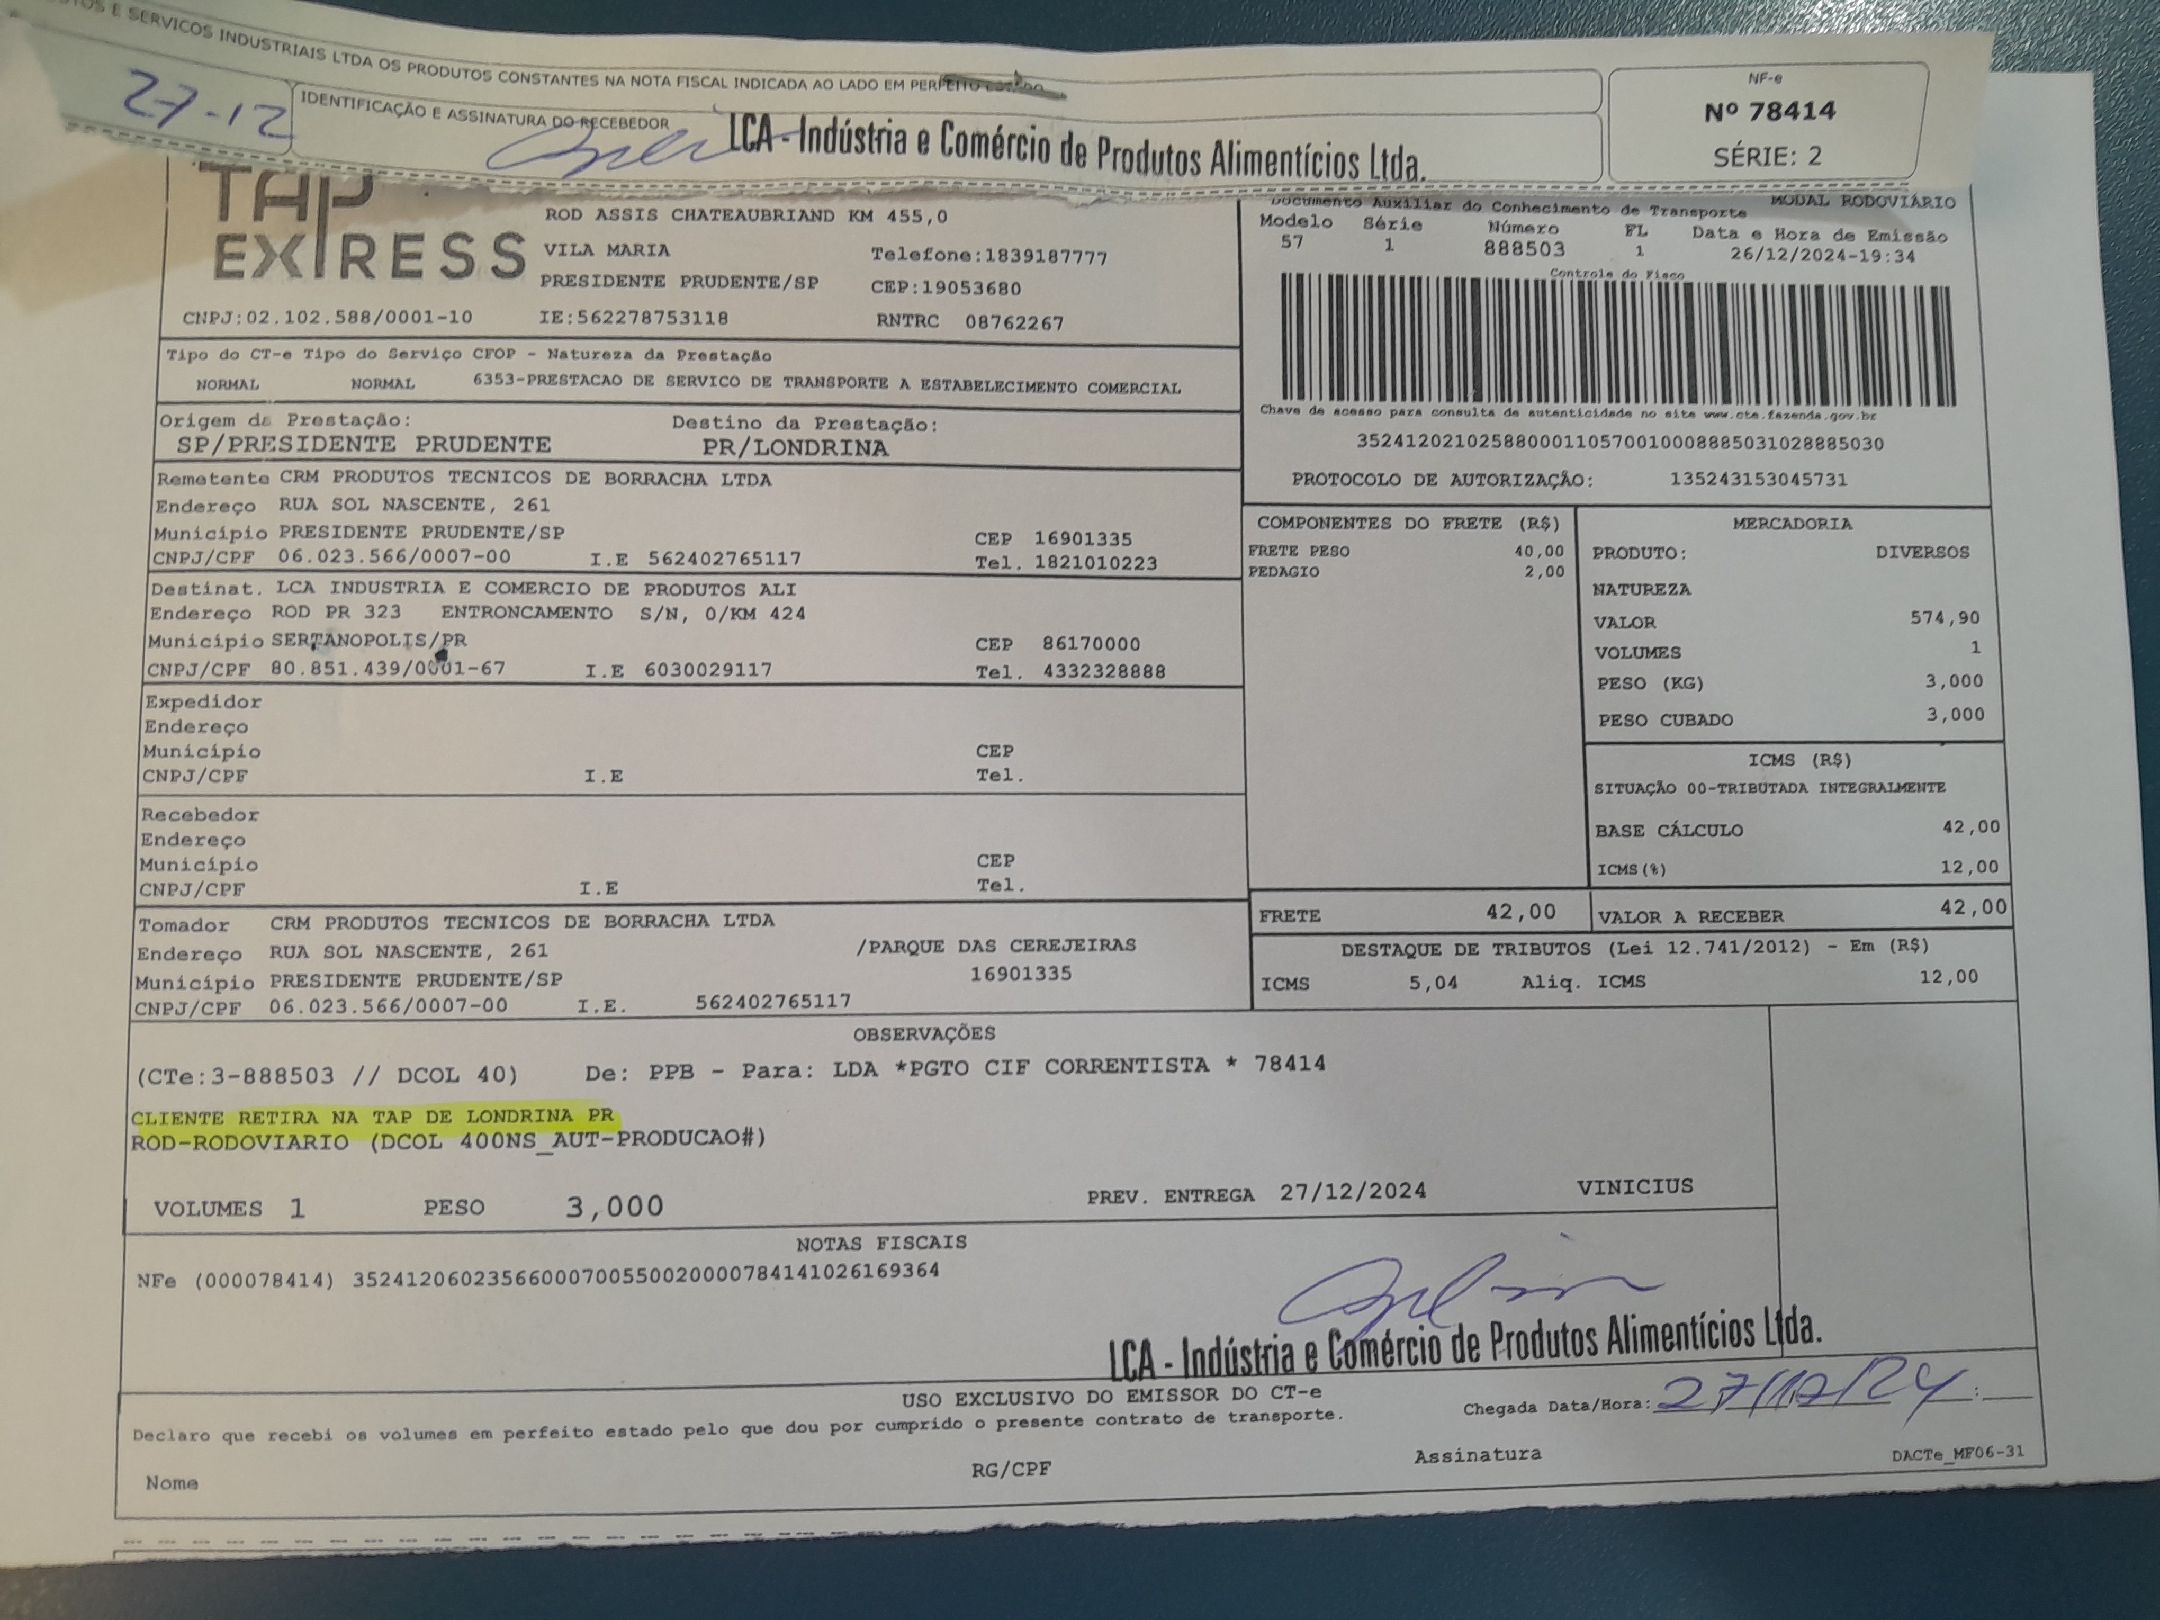 E SERVICOS INDUSTRIAIS LTDA OS PRODUTOS CONSTANTES NA NOTA FISCAL INDICADA AO LADO EM PERFEITO
27-12
IDENTIFICAÇÃO E ASSINATURA DO RECEBEDOR
LCA - Indústria e Comércio de Produtos Alimentícios Ltda.
NF-e
Nº 78414
SÉRIE: 2
TAP EXPRESS
ROD ASSIS CHATEAUBRIAND KM 455,0
VILA MARIA Telefone:1839187777
PRESIDENTE PRUDENTE/SP CEP:19053680
CNPJ:02.102.588/0001-10 IE:562278753118 RNTRC 08762267
Documento Auxiliar do Conhecimento de Transporte MODAL RODOVIÁRIO
Modelo Série Número FL Data e Hora de Emissão
57 1 888503 1 26/12/2024-19:34
Controle do Fisco
Chave de acesso para consulta de autenticidade no site www.cte.fazenda.gov.br
35241202102588000110570010008885031028885030
PROTOCOLO DE AUTORIZAÇÃO: 135243153045731
Tipo do CT-e Tipo do Serviço CFOP - Natureza da Prestação
NORMAL NORMAL 6353-PRESTACAO DE SERVICO DE TRANSPORTE A ESTABELECIMENTO COMERCIAL
Origem da Prestação: Destino da Prestação:
SP/PRESIDENTE PRUDENTE PR/LONDRINA
Remetente CRM PRODUTOS TECNICOS DE BORRACHA LTDA
Endereço RUA SOL NASCENTE, 261
Município PRESIDENTE PRUDENTE/SP CEP 16901335
CNPJ/CPF 06.023.566/0007-00 I.E 562402765117 Tel. 1821010223
Destinat. LCA INDUSTRIA E COMERCIO DE PRODUTOS ALI
Endereço ROD PR 323 ENTRONCAMENTO S/N, 0/KM 424
Município SERTANOPOLIS/PR CEP 86170000
CNPJ/CPF 80.851.439/0001-67 I.E 6030029117 Tel. 4332328888
Expedidor
Endereço
Município CEP
CNPJ/CPF I.E Tel.
Recebedor
Endereço
Município CEP
CNPJ/CPF I.E Tel.
Tomador CRM PRODUTOS TECNICOS DE BORRACHA LTDA
Endereço RUA SOL NASCENTE, 261 /PARQUE DAS CEREJEIRAS
Município PRESIDENTE PRUDENTE/SP 16901335
CNPJ/CPF 06.023.566/0007-00 I.E. 562402765117
COMPONENTES DO FRETE (R$)
FRETE PESO 40,00
PEDAGIO 2,00
MERCADORIA
PRODUTO: DIVERSOS
NATUREZA
VALOR 574,90
VOLUMES 1
PESO (KG) 3,000
PESO CUBADO 3,000
ICMS (R$)
SITUAÇÃO 00-TRIBUTADA INTEGRALMENTE
BASE CÁLCULO 42,00
ICMS(%) 12,00
FRETE 42,00 VALOR A RECEBER 42,00
DESTAQUE DE TRIBUTOS (Lei 12.741/2012) - Em (R$)
ICMS 5,04 Aliq. ICMS 12,00
OBSERVAÇÕES
(CTe:3-888503 // DCOL 40) De: PPB - Para: LDA *PGTO CIF CORRENTISTA * 78414
CLIENTE RETIRA NA TAP DE LONDRINA PR
ROD-RODOVIARIO (DCOL 400NS_AUT-PRODUCAO#)
VOLUMES 1 PESO 3,000 PREV. ENTREGA 27/12/2024 VINICIUS
NOTAS FISCAIS
NFe (000078414) 35241206023566000700550020000784141026169364
LCA - Indústria e Comércio de Produtos Alimentícios Ltda.
USO EXCLUSIVO DO EMISSOR DO CT-e
Chegada Data/Hora: 27/12/24 :
Declaro que recebi os volumes em perfeito estado pelo que dou por cumprido o presente contrato de transporte.
Nome RG/CPF Assinatura DACTe_MF06-31